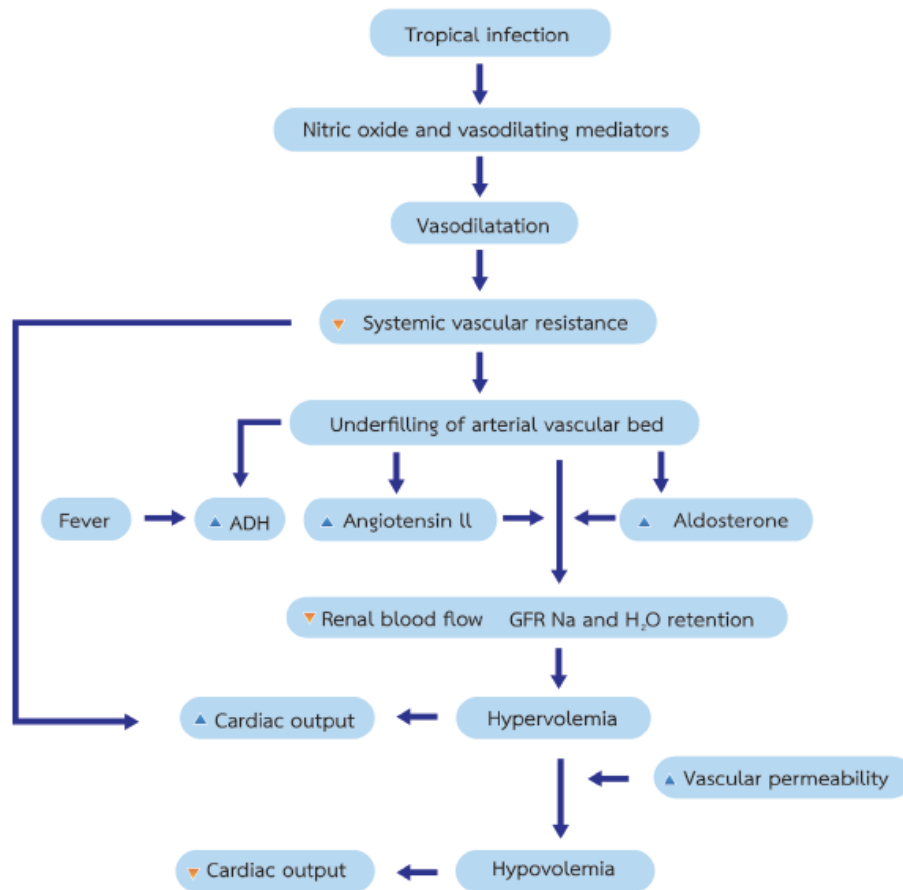 Tropical infection
Nitric oxide and vasodilating mediators
Vasodilatation
▼ Systemic vascular resistance
Underfilling of arterial vascular bed
Fever
▲ ADH
▲ Angiotensin ll
▲ Aldosterone
▼ Renal blood flow GFR Na and H₂O retention
▲ Cardiac output
Hypervolemia
▲ Vascular permeability
▼ Cardiac output
Hypovolemia